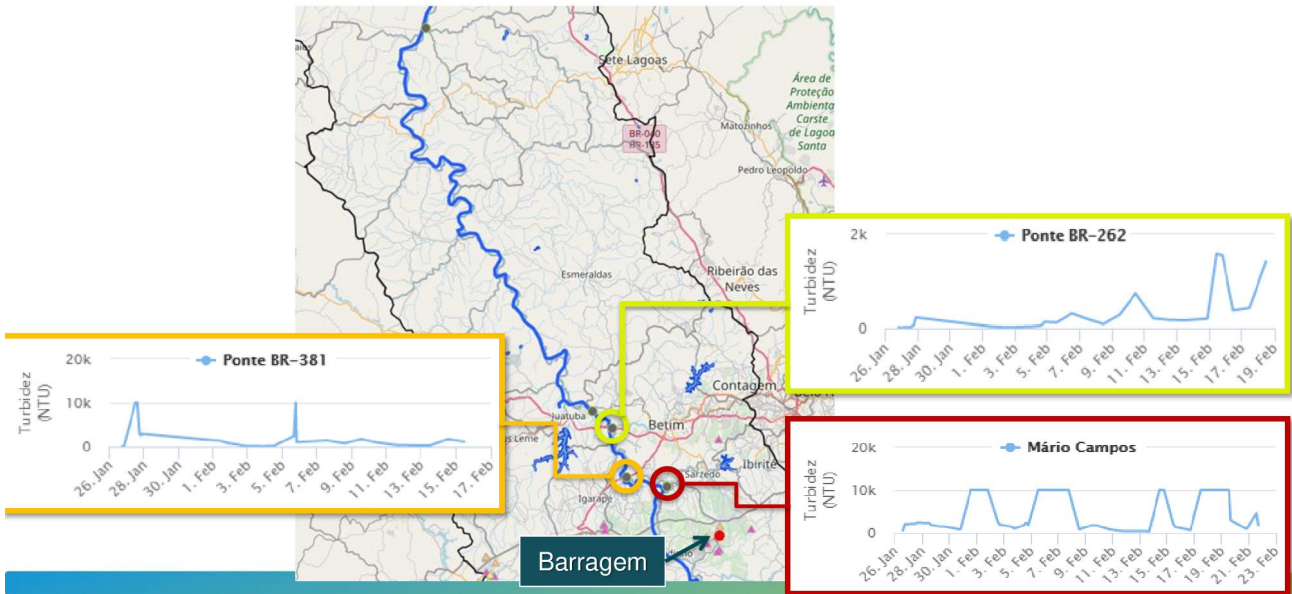 Sete Lagoas
Área de
Proteção
Ambienta
Carste
de Lagoa
Santa
Matozinhos
BR-040
BR-135
Pedro Leopoldo
Esmeraldas
Ribeirão das
Neves
Contagem
Juatuba
Betim
us Leme
Ibirité
Sarzedo
Igarapé
Barragem
Ponte BR-381
Turbidez
(NTU)
20k
10k
0
26. Jan
28. Jan
30. Jan
1. Feb
3. Feb
5. Feb
7. Feb
9. Feb
11. Feb
13. Feb
15. Feb
17. Feb
Ponte BR-262
Turbidez
(NTU)
2k
0
26. Jan
28. Jan
30. Jan
1. Feb
3. Feb
5. Feb
7. Feb
9. Feb
11. Feb
13. Feb
15. Feb
17. Feb
19. Feb
Mário Campos
Turbidez
(NTU)
20k
10k
0
26. Jan
28. Jan
30. Jan
1. Feb
3. Feb
5. Feb
7. Feb
9. Feb
11. Feb
13. Feb
15. Feb
17. Feb
19. Feb
21. Feb
23. Feb